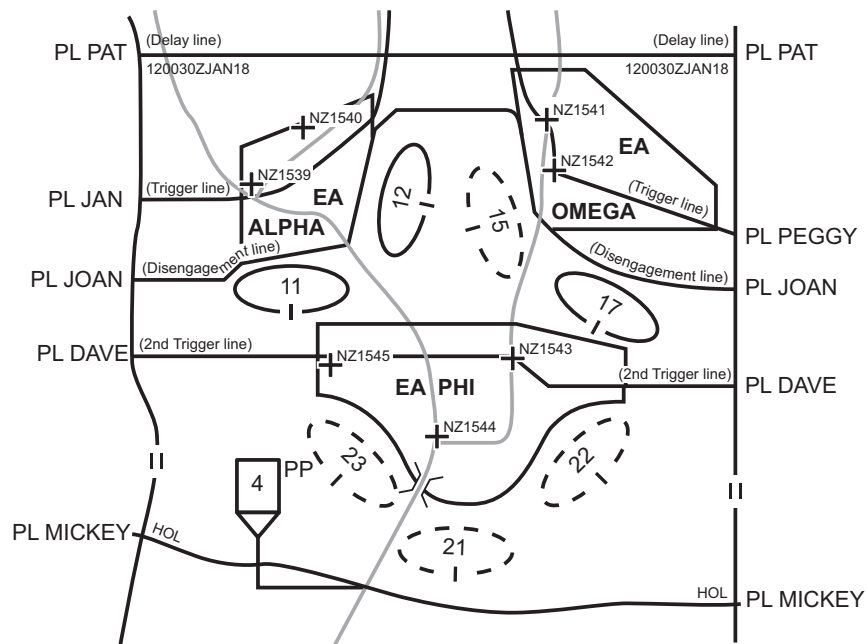 (Delay line)
(Delay line)
PL PAT
PL PAT
120030ZJAN18
120030ZJAN18
NZ1540
NZ1541
EA
NZ1542
NZ1539
(Trigger line)
PL JAN
EA
12
15
OMEGA
(Trigger line)
ALPHA
PL PEGGY
(Disengagement line)
(Disengagement line)
PL JOAN
PL JOAN
11
17
(2nd Trigger line)
PL DAVE
NZ1545
NZ1543
(2nd Trigger line)
EA PHI
PL DAVE
NZ1544
23
22
PP
4
II
II
PL MICKEY
HOL
21
HOL
PL MICKEY